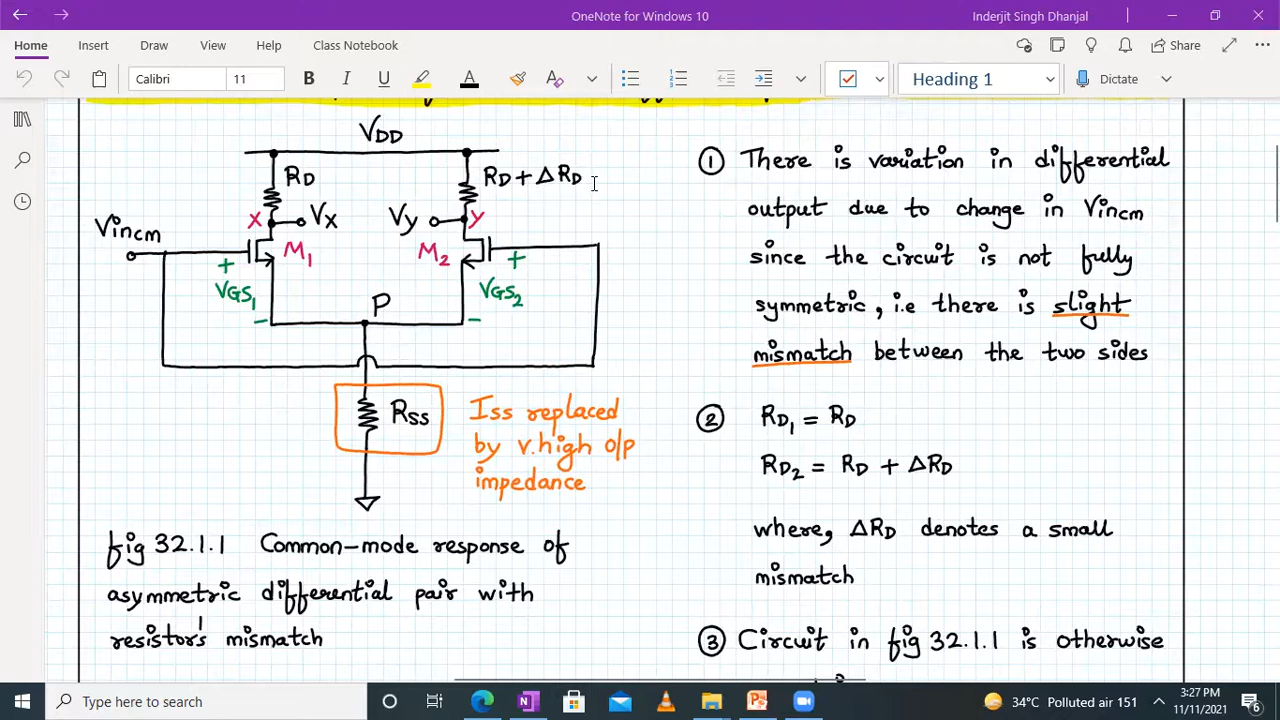 OneNote for Windows 10
Inderjit Singh Dhanjal
Home Insert Draw View Help Class Notebook
Share
Calibri 11 B I U A A Heading 1 Dictate
VDD
RD
RD + ΔRD
Vincm
X Vx
Vy y
M1
M2
+
+
VGS1
VGS2
P
-
-
Rss
Iss replaced
by v.high o/p
impedance
fig 32.1.1 Common-mode response of
asymmetric differential pair with
resistors' mismatch
① There is variation in differential
output due to change in Vincm
since the circuit is not fully
symmetric, i.e there is slight
mismatch between the two sides
② RD1 = RD
RD2 = RD + ΔRD
where, ΔRD denotes a small
mismatch
③ Circuit in fig 32.1.1 is otherwise
Type here to search
34°C Polluted air 151
3:27 PM
11/11/2021
6